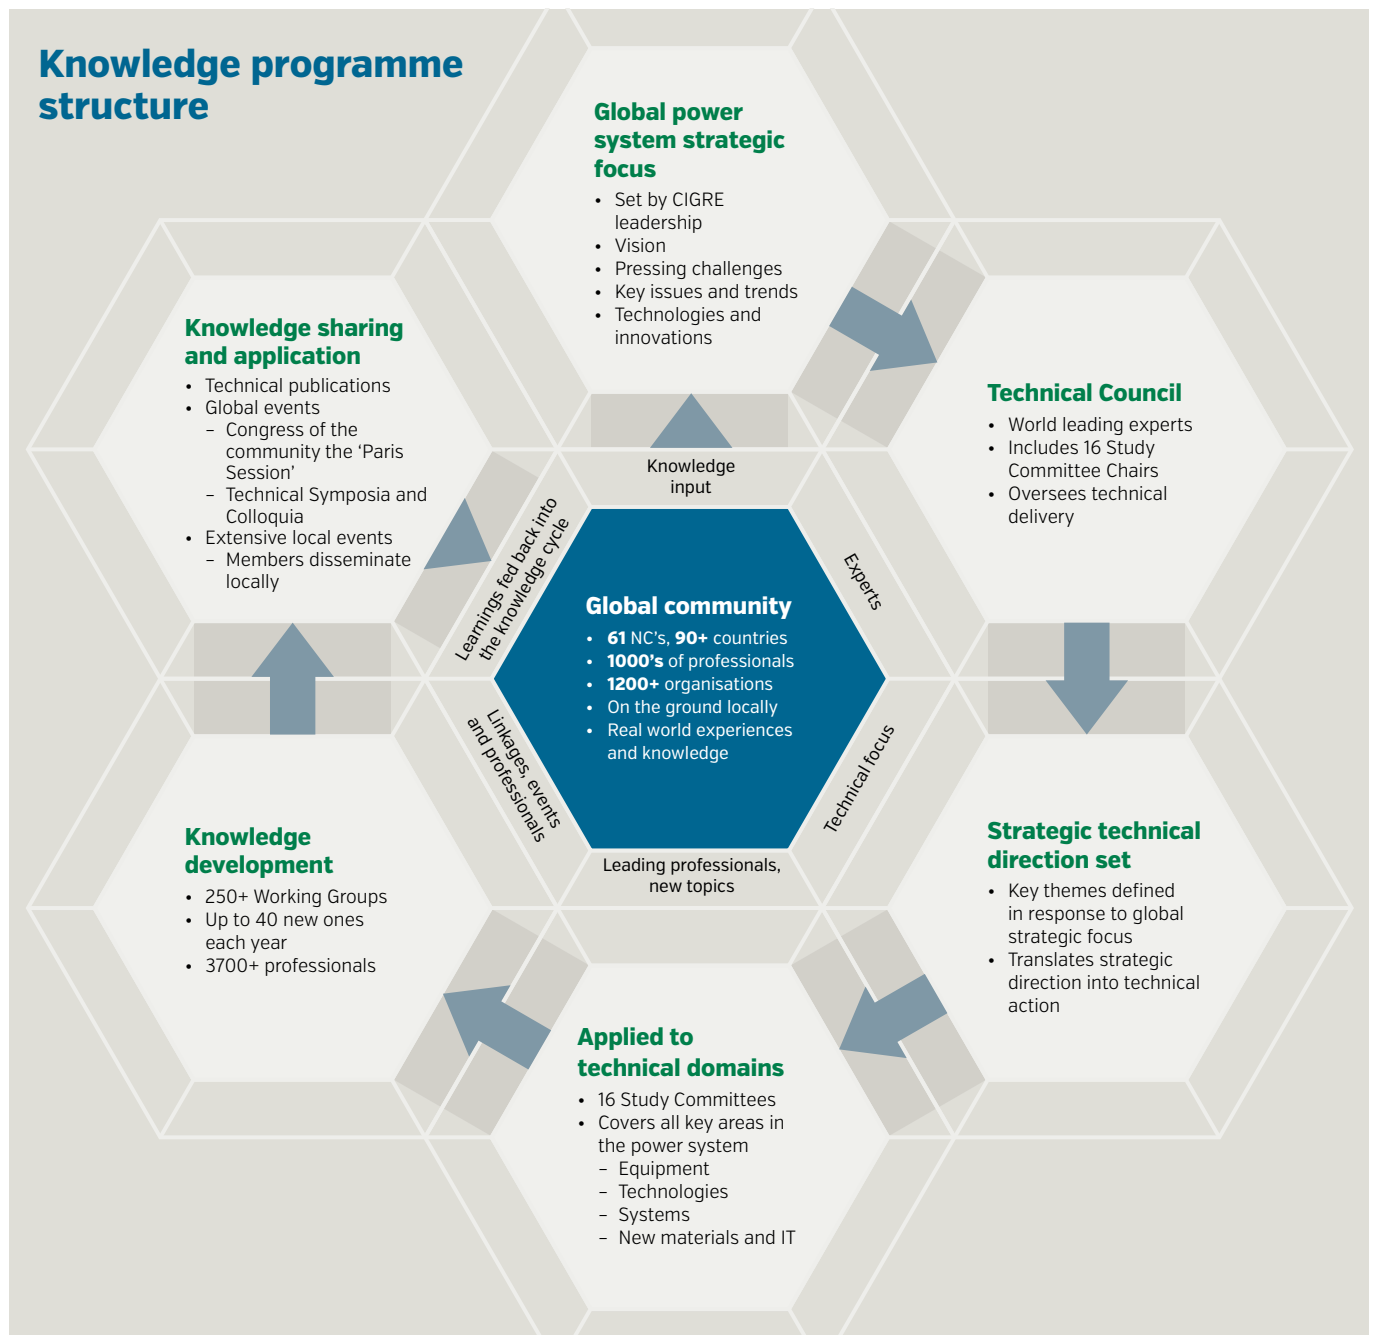 Knowledge programme
structure
Global power
system strategic
focus
• Set by CIGRE
leadership
• Vision
• Pressing challenges
• Key issues and trends
• Technologies and
innovations
Technical Council
• World leading experts
• Includes 16 Study
Committee Chairs
• Oversees technical
delivery
Strategic technical
direction set
• Key themes defined
in response to global
strategic focus
• Translates strategic
direction into technical
action
Applied to
technical domains
• 16 Study Committees
• Covers all key areas in
the power system
– Equipment
– Technologies
– Systems
– New materials and IT
Knowledge
development
• 250+ Working Groups
• Up to 40 new ones
each year
• 3700+ professionals
Knowledge sharing
and application
• Technical publications
• Global events
– Congress of the
community the ‘Paris
Session’
– Technical Symposia and
Colloquia
• Extensive local events
– Members disseminate
locally
Knowledge
input
Experts
Technical focus
Leading professionals,
new topics
Linkages, events
and professionals
Learnings fed back into
the knowledge cycle
Global community
• 61 NC’s, 90+ countries
• 1000’s of professionals
• 1200+ organisations
• On the ground locally
• Real world experiences
and knowledge